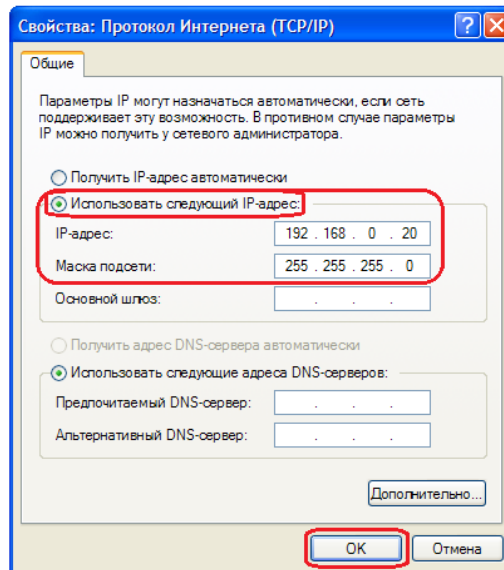 Свойства: Протокол Интернета (TCP/IP)
Общие
Параметры IP могут назначаться автоматически, если сеть
поддерживает эту возможность. В противном случае параметры
IP можно получить у сетевого администратора.
Получить IP-адрес автоматически
Использовать следующий IP-адрес:
IP-адрес: 192 . 168 . 0 . 20
Маска подсети: 255 . 255 . 255 . 0
Основной шлюз: . . .
Получить адрес DNS-сервера автоматически
Использовать следующие адреса DNS-серверов:
Предпочитаемый DNS-сервер: . . .
Альтернативный DNS-сервер: . . .
Дополнительно...
OK Отмена